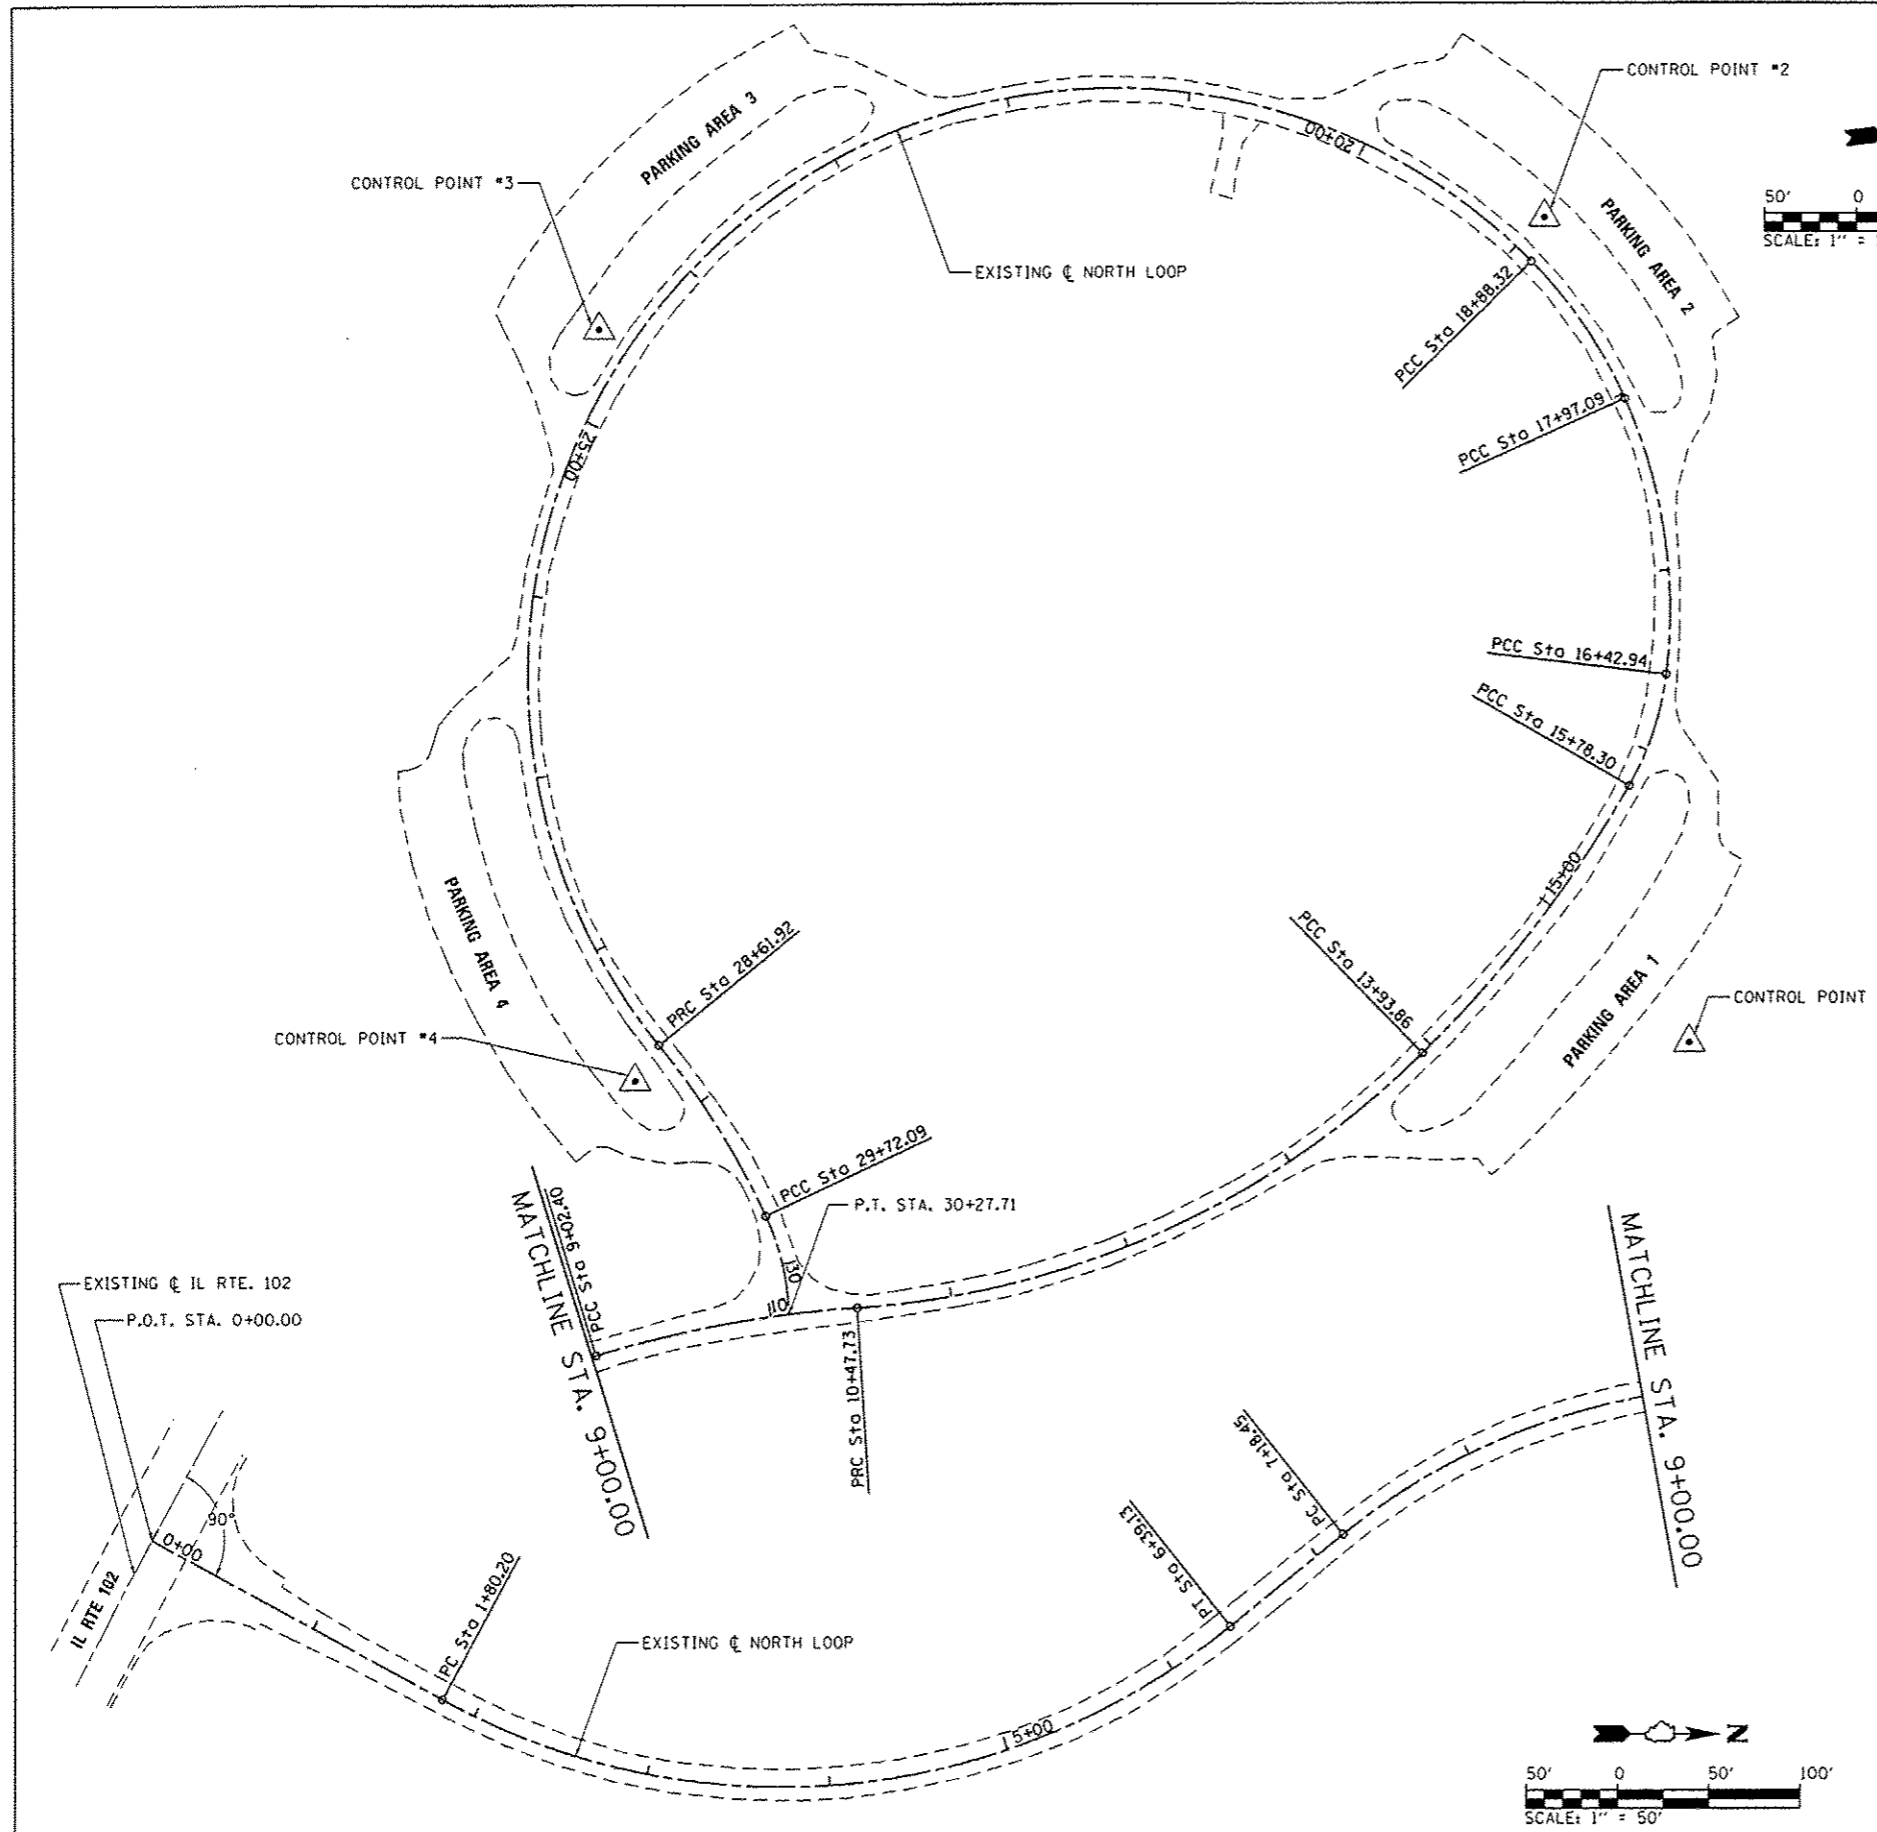 CONTROL POINT #2
PARKING AREA 3
20+00
CONTROL POINT #3
50' 0
SCALE: 1" =
PARKING AREA 2
EXISTING ℄ NORTH LOOP
PCC Sta 18+88.32
PCC Sta 17+97.09
25+00
PCC Sta 16+42.94
PCC Sta 15+78.30
15+00
PARKING AREA 4
PRC Sta 28+61.92
PCC Sta 13+93.86
PARKING AREA 1
CONTROL POINT
CONTROL POINT #4
PCC Sta 29+72.09
P.T. STA. 30+27.71
PCC Sta 9+02.40
MATCHLINE STA. 9+00.00
30
10
EXISTING ℄ IL RTE. 102
P.O.T. STA. 0+00.00
PRC Sta 10+47.73
MATCHLINE STA. 9+00.00
PC Sta 7+18.45
PT Sta 6+39.13
90°
0+00
IL RTE 102
PC Sta 1+80.20
EXISTING ℄ NORTH LOOP
5+00
N
50' 0 50' 100'
SCALE: 1" = 50'